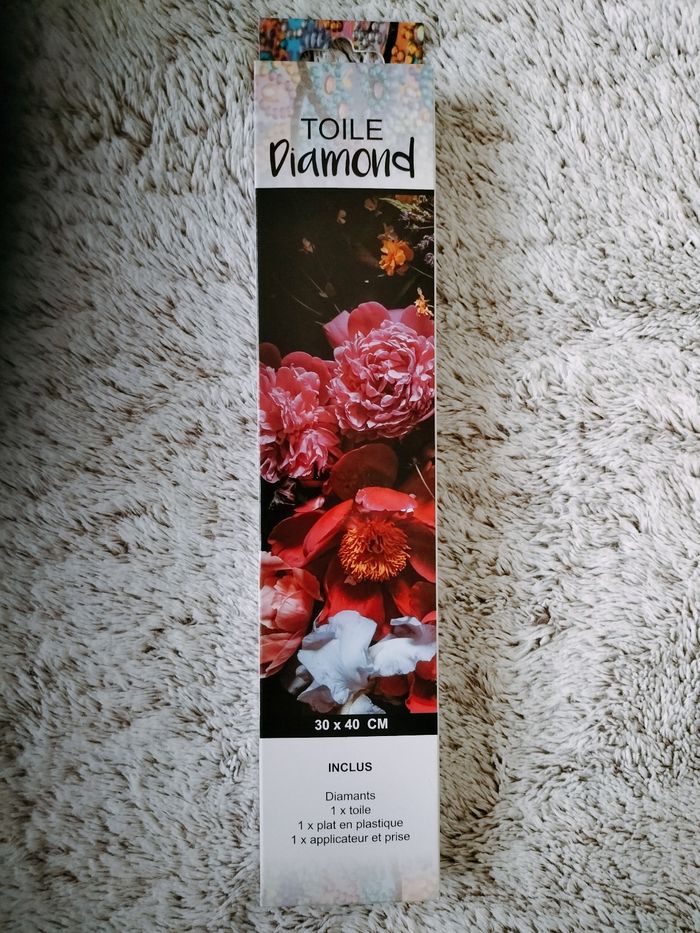 TOILE
Diamond
30 x 40 CM
INCLUS
Diamants
1 x toile
1 x plat en plastique
1 x applicateur et prise